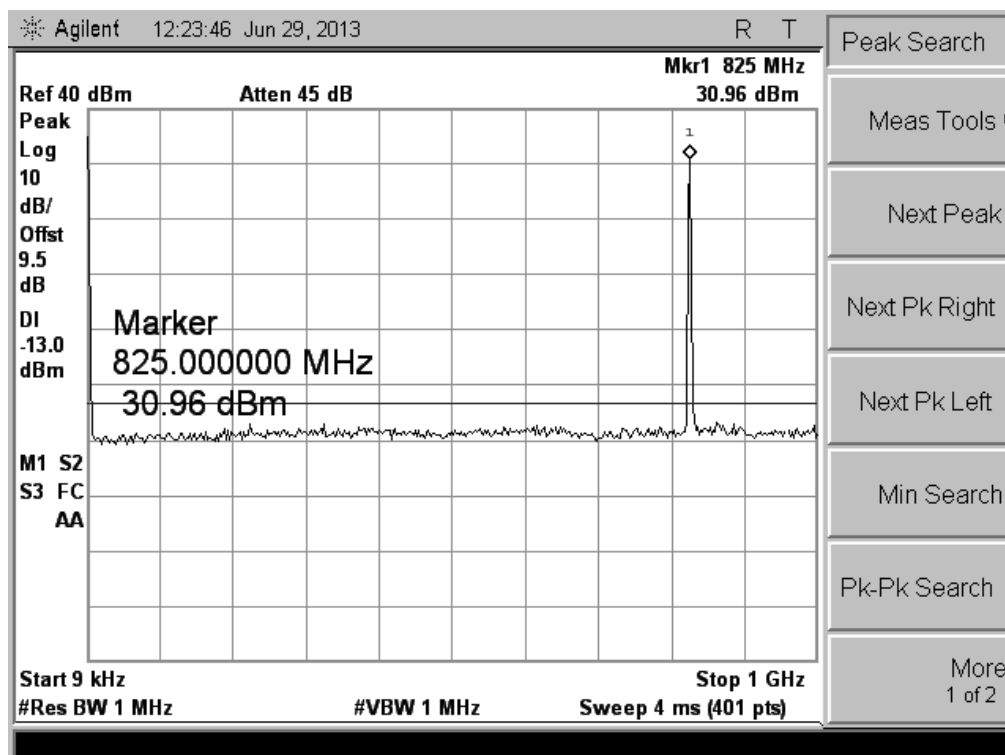 Agilent 12:23:46 Jun 29, 2013 R T
Mkr1 825 MHz
Ref 40 dBm Atten 45 dB 30.96 dBm
Peak
Log
10
dB/
Offst
9.5
dB
DI
-13.0
dBm
1
Marker
825.000000 MHz
30.96 dBm
M1 S2
S3 FC
AA
Start 9 kHz Stop 1 GHz
#Res BW 1 MHz #VBW 1 MHz Sweep 4 ms (401 pts)
Peak Search
Meas Tools
Next Peak
Next Pk Right
Next Pk Left
Min Search
Pk-Pk Search
More
1 of 2